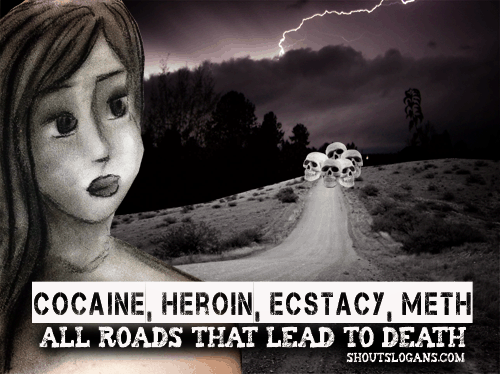 COCAINE, HEROIN, ECSTACY, METH
ALL ROADS THAT LEAD TO DEATH
SHOUTSLOGANS.COM